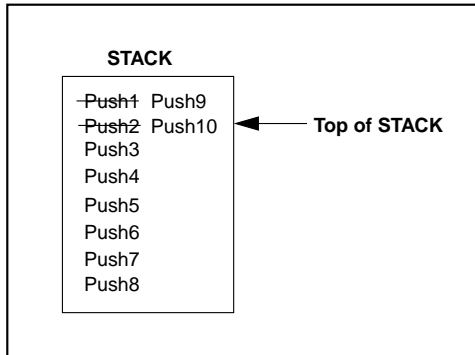 STACK
Push1 Push9
Push2 Push10
Top of STACK
Push3
Push4
Push5
Push6
Push7
Push8